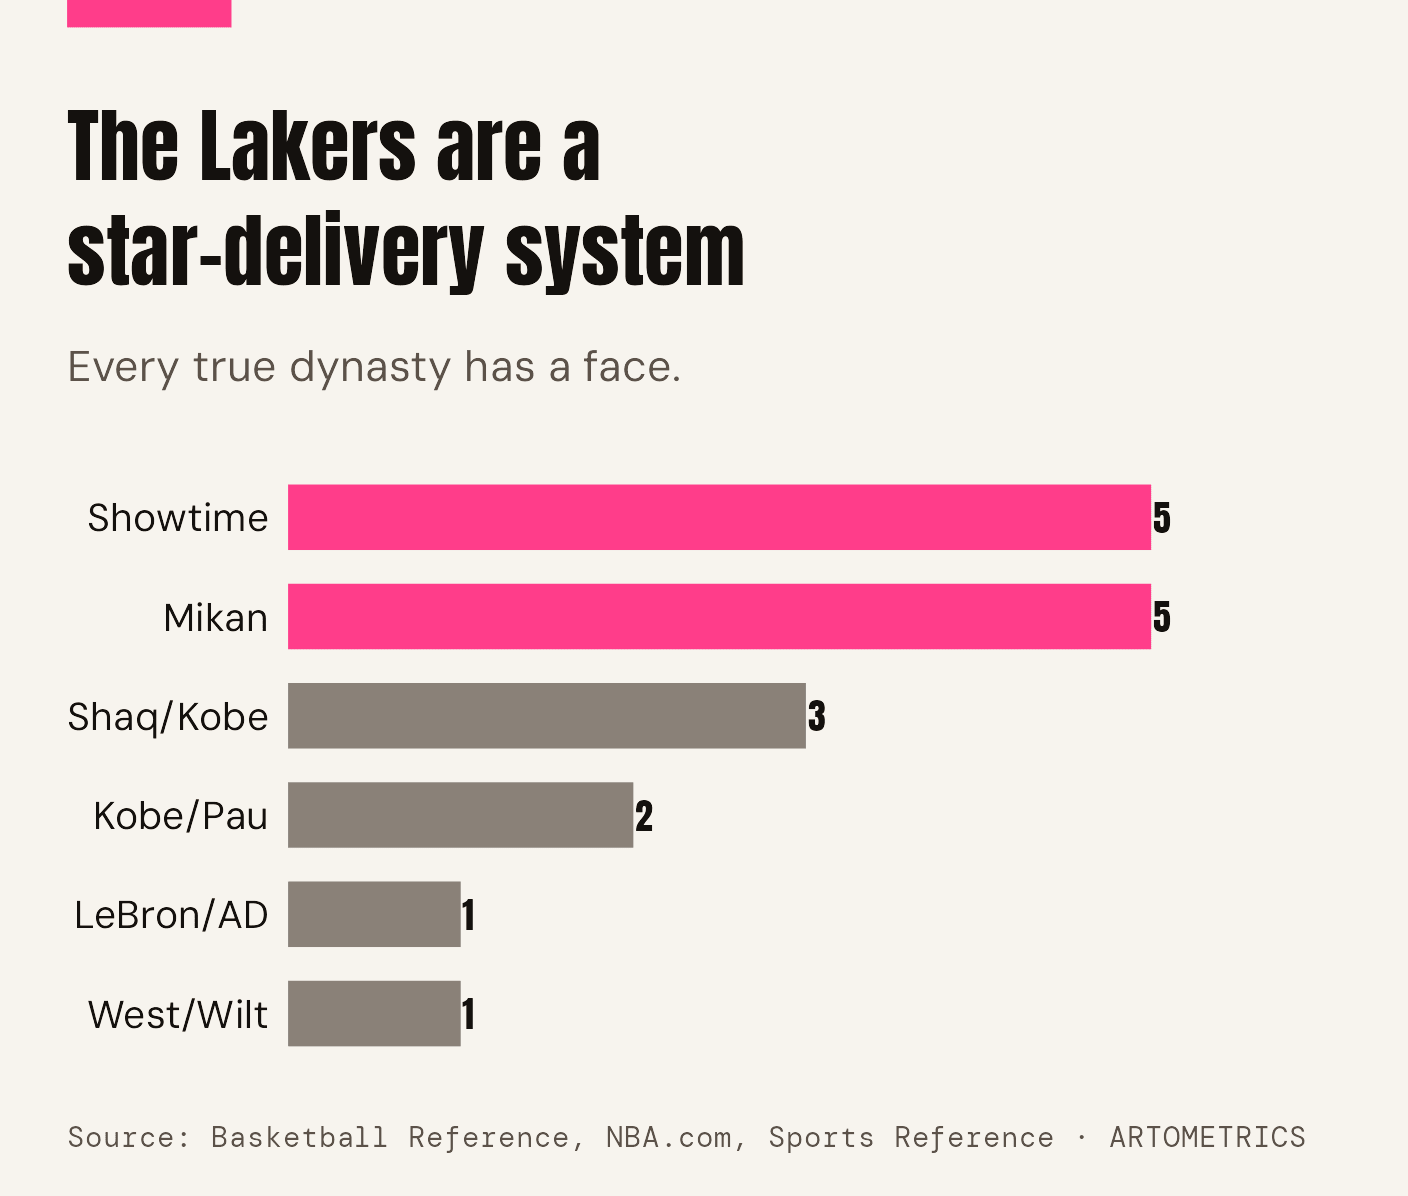 The Lakers are a
star-delivery system
Every true dynasty has a face.
Showtime 5
Mikan 5
Shaq/Kobe 3
Kobe/Pau 2
LeBron/AD 1
West/Wilt 1
Source: Basketball Reference, NBA.com, Sports Reference · ARTOMETRICS